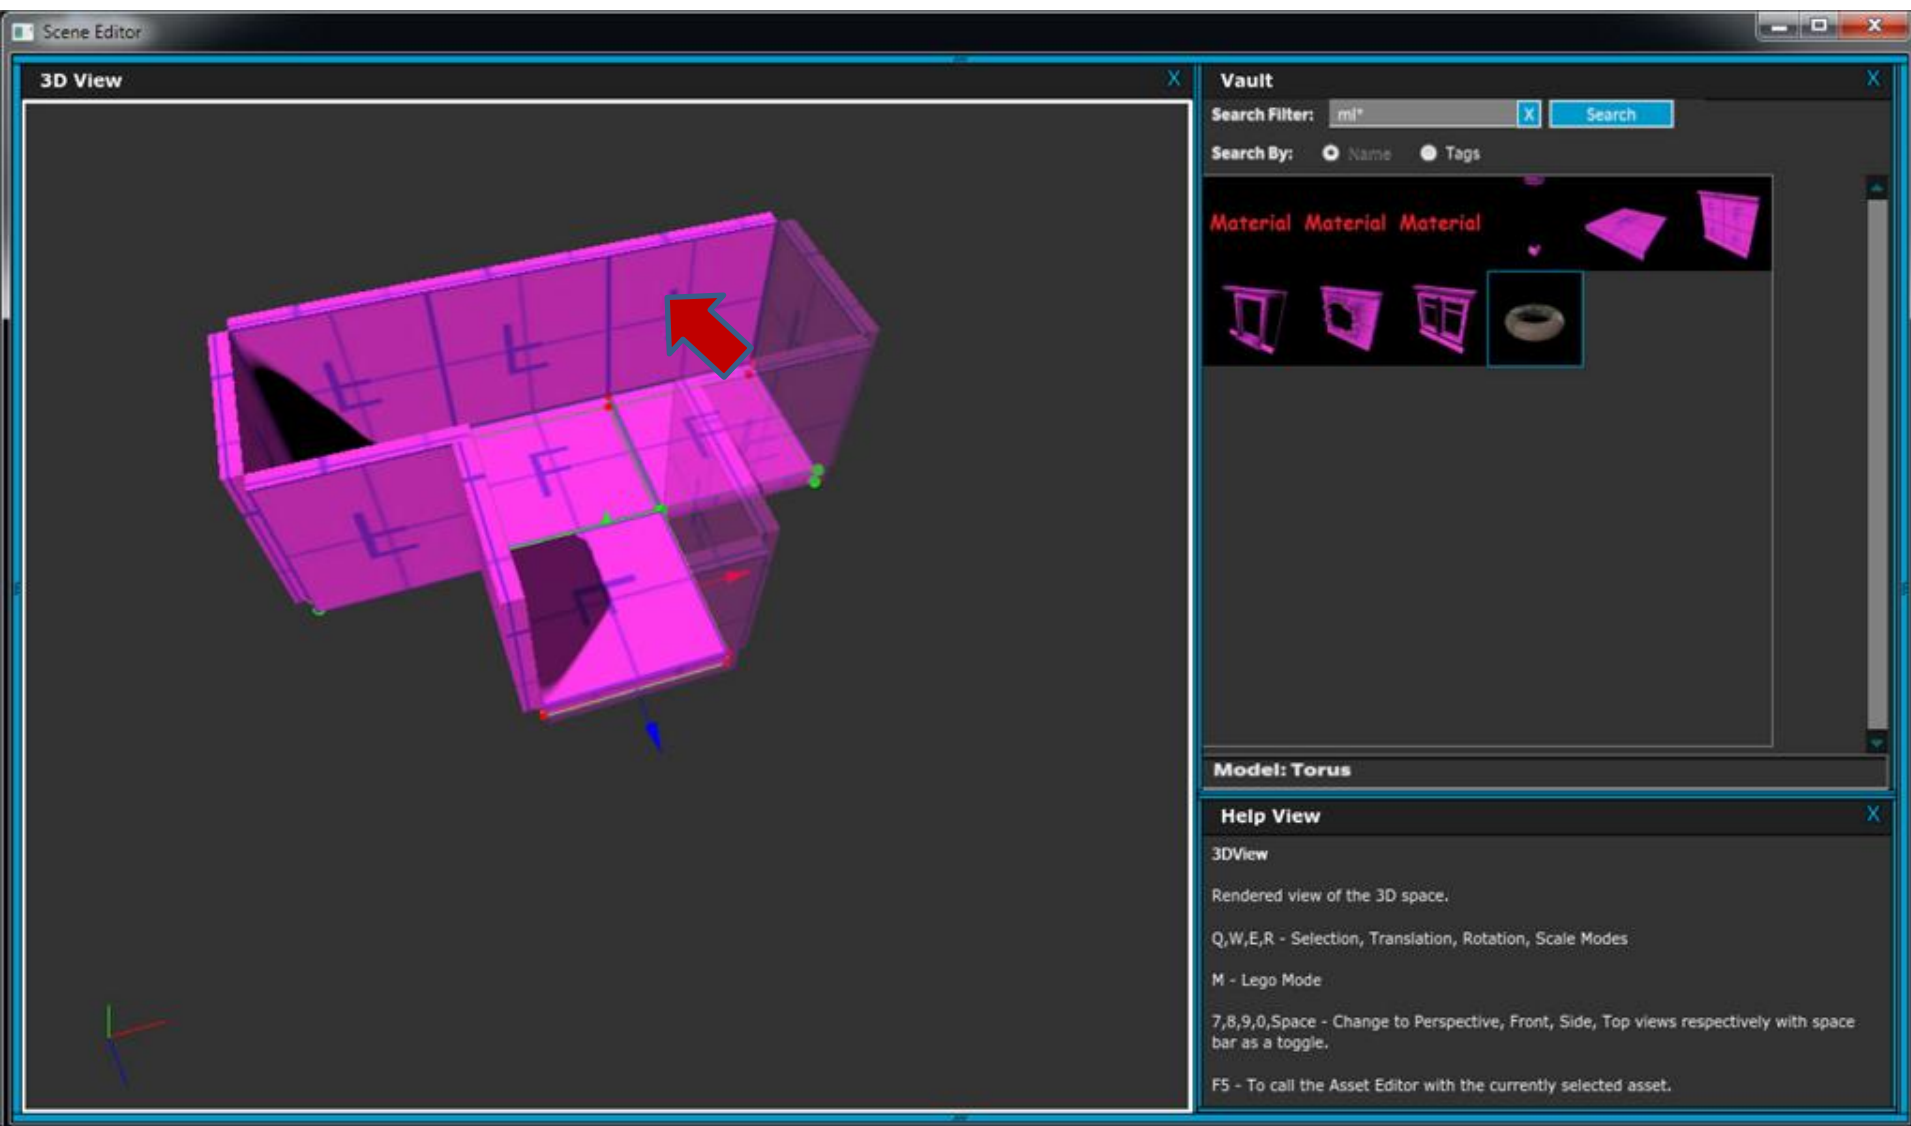 Scene Editor
3D View
X
Vault
X
Search Filter: ml* X Search
Search By: Name Tags
Material Material Material
Model: Torus
Help View
X
3DView
Rendered view of the 3D space.
Q,W,E,R - Selection, Translation, Rotation, Scale Modes
M - Lego Mode
7,8,9,0,Space - Change to Perspective, Front, Side, Top views respectively with space
bar as a toggle.
F5 - To call the Asset Editor with the currently selected asset.